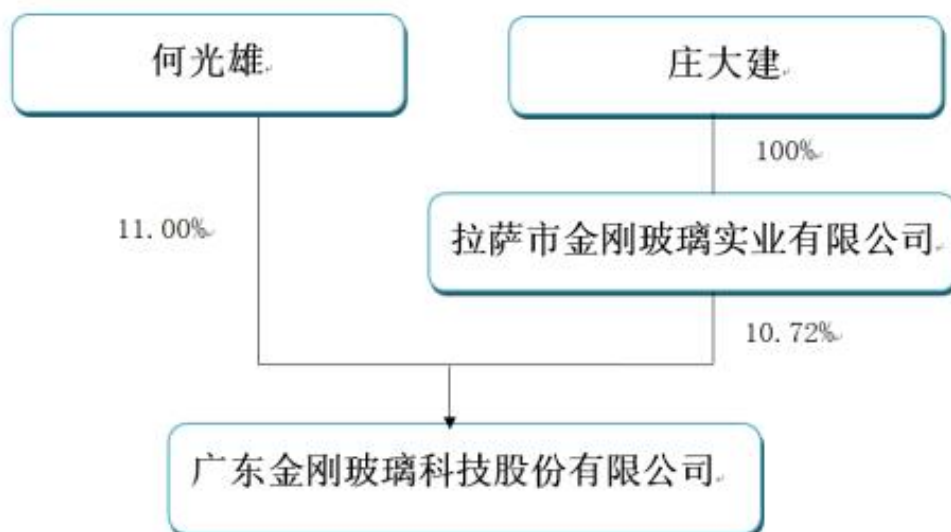 何光雄
庄大建
100%
11.00%
拉萨市金刚玻璃实业有限公司
10.72%
广东金刚玻璃科技股份有限公司